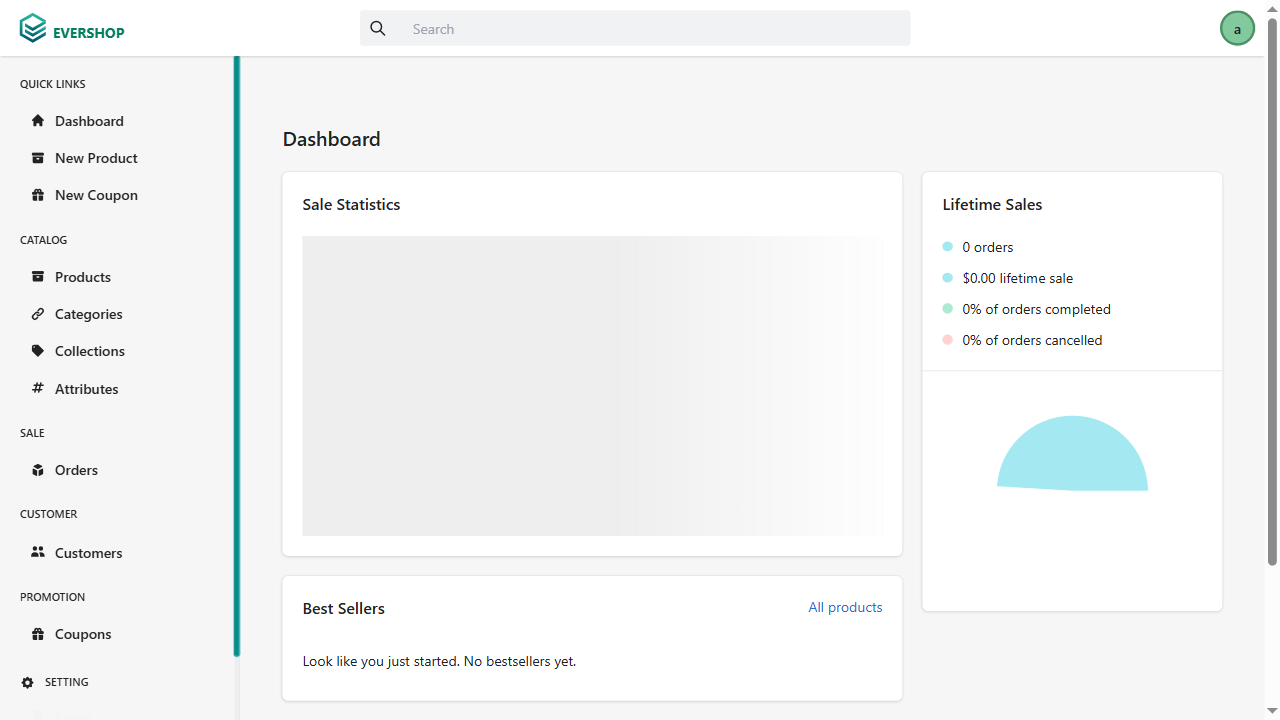 EVERSHOP
Search
a
QUICK LINKS
Dashboard
New Product
New Coupon
CATALOG
Products
Categories
Collections
Attributes
SALE
Orders
CUSTOMER
Customers
PROMOTION
Coupons
SETTING
Dashboard
Sale Statistics
Best Sellers
All products
Look like you just started. No bestsellers yet.
Lifetime Sales
0 orders
$0.00 lifetime sale
0% of orders completed
0% of orders cancelled